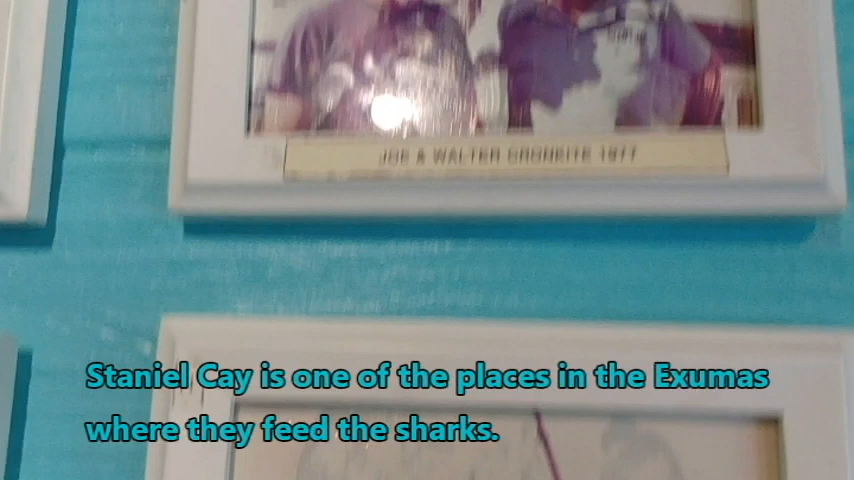 JOE & WALTER CRONKITE 1977
Staniel Cay is one of the places in the Exumas
where they feed the sharks.